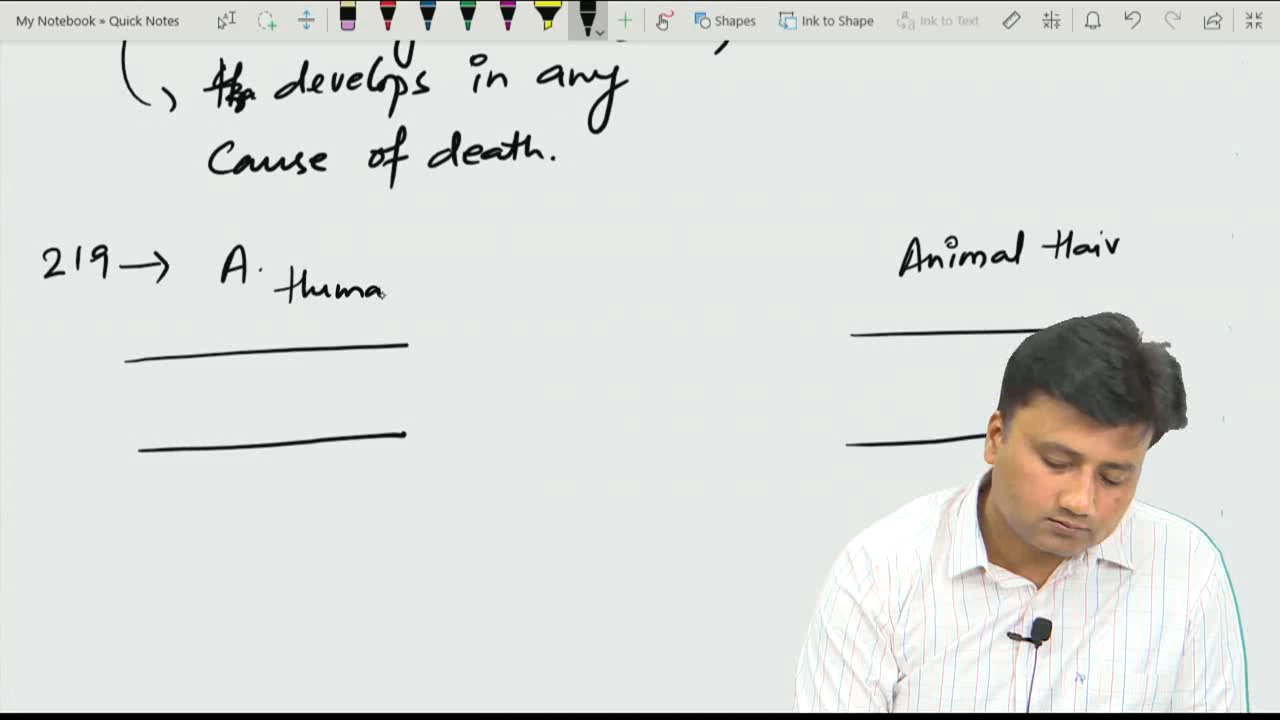 My Notebook » Quick Notes
Shapes
Ink to Shape
Ink to Text
develops in any
Cause of death.
219 → A.
Huma
Animal Hair